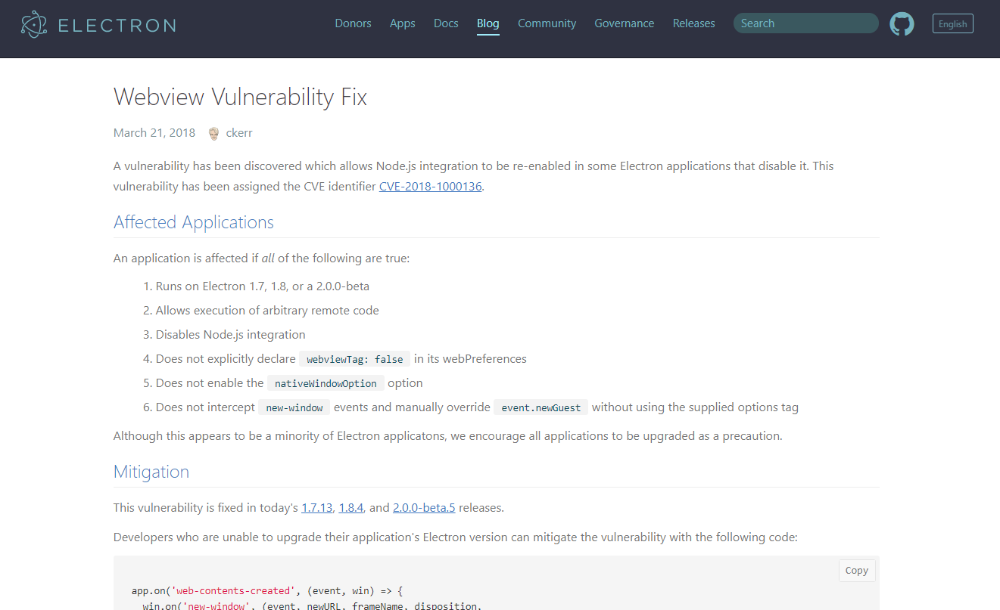 ELECTRON
Donors Apps Docs Blog Community Governance Releases Search English
Webview Vulnerability Fix
March 21, 2018 ckerr
A vulnerability has been discovered which allows Node.js integration to be re-enabled in some Electron applications that disable it. This
vulnerability has been assigned the CVE identifier CVE-2018-1000136.
Affected Applications
An application is affected if all of the following are true:
1. Runs on Electron 1.7, 1.8, or a 2.0.0-beta
2. Allows execution of arbitrary remote code
3. Disables Node.js integration
4. Does not explicitly declare webviewTag: false in its webPreferences
5. Does not enable the nativeWindowOption option
6. Does not intercept new-window events and manually override event.newGuest without using the supplied options tag
Although this appears to be a minority of Electron applicatons, we encourage all applications to be upgraded as a precaution.
Mitigation
This vulnerability is fixed in today's 1.7.13, 1.8.4, and 2.0.0-beta.5 releases.
Developers who are unable to upgrade their application's Electron version can mitigate the vulnerability with the following code:
Copy
app.on('web-contents-created', (event, win) => {
win.on('new-window', (event, newURL, frameName, disposition,